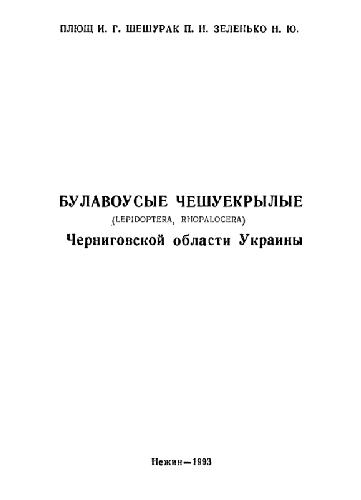 ПЛЮЩ И. Г. ШЕШУРАК П. Н. ЗЕЛЕНЬКО Н. Ю.
БУЛАВОУСЫЕ ЧЕШУЕКРЫЛЫЕ
(LEPIDOPTERA, RHOPALOCERA)
Черниговской области Украины
Нежин—1993